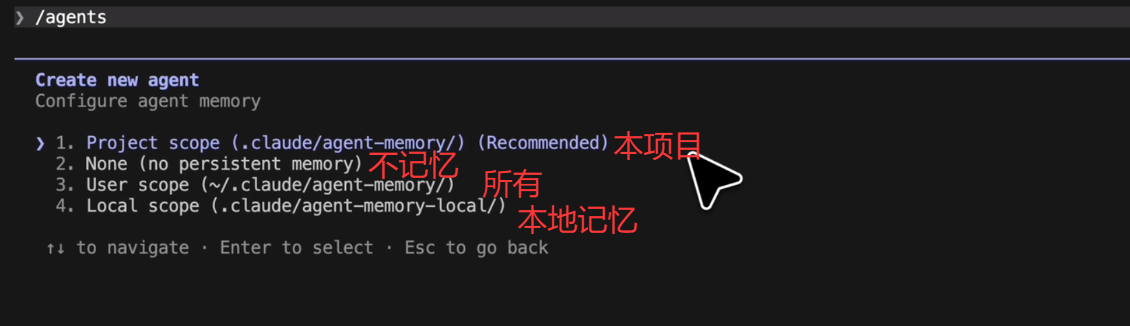 ❯ /agents
Create new agent
Configure agent memory
❯ 1. Project scope (.claude/agent-memory/) (Recommended) 本项目
2. None (no persistent memory) 不记忆
3. User scope (~/.claude/agent-memory/) 所有
4. Local scope (.claude/agent-memory-local/) 本地记忆
↑↓ to navigate · Enter to select · Esc to go back